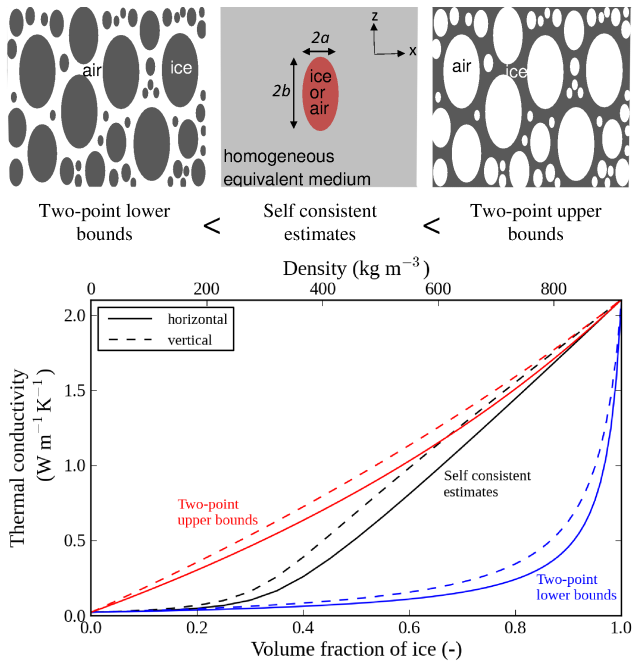 air
ice
2a
z
x
2b
ice
or
air
homogeneous
equivalent medium
air
ice
Two-point lower
bounds
<
Self consistent
estimates
<
Two-point upper
bounds
Density (kg m⁻³)
0 200 400 600 800
horizontal
vertical
Thermal conductivity
(W m⁻¹ K⁻¹)
2.0
1.5
1.0
0.5
0.0
Two-point
upper bounds
Self consistent
estimates
Two-point
lower bounds
0.0 0.2 0.4 0.6 0.8 1.0
Volume fraction of ice (-)